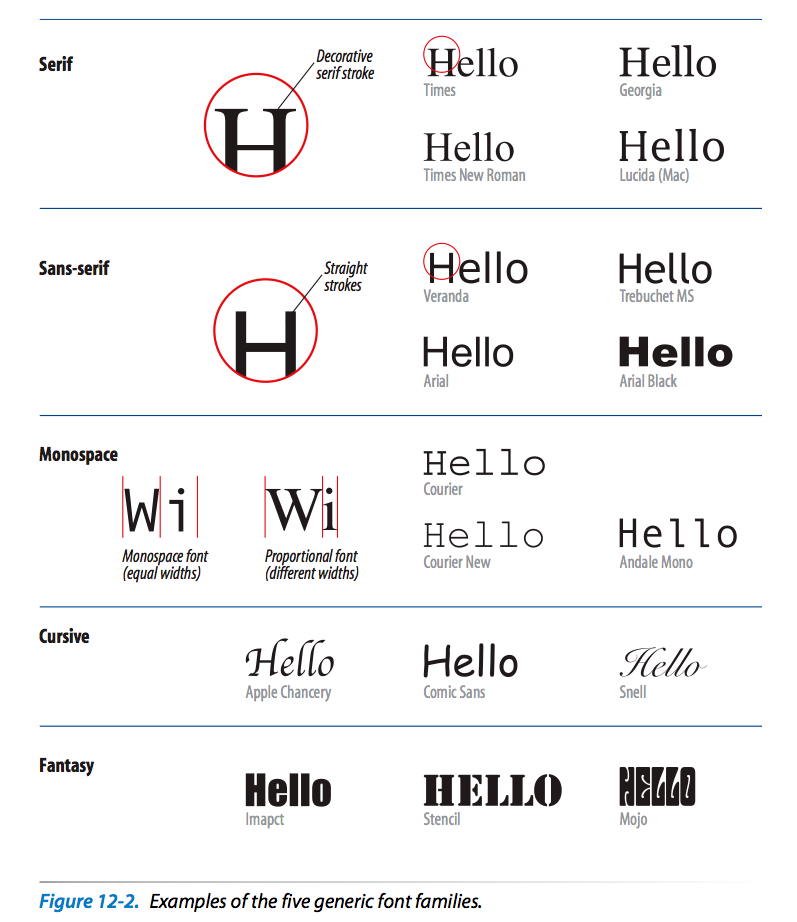 Serif
Decorative
serif stroke
H
Hello
Times
Hello
Georgia
Hello
Times New Roman
Hello
Lucida (Mac)
Sans-serif
Straight
strokes
H
Hello
Veranda
Hello
Trebuchet MS
Hello
Arial
Hello
Arial Black
Monospace
Wi
Monospace font
(equal widths)
Wi
Proportional font
(different widths)
Hello
Courier
Hello
Courier New
Hello
Andale Mono
Cursive
Hello
Apple Chancery
Hello
Comic Sans
Hello
Snell
Fantasy
Hello
Imapct
HELLO
Stencil
HELLO
Mojo
Figure 12-2. Examples of the five generic font families.